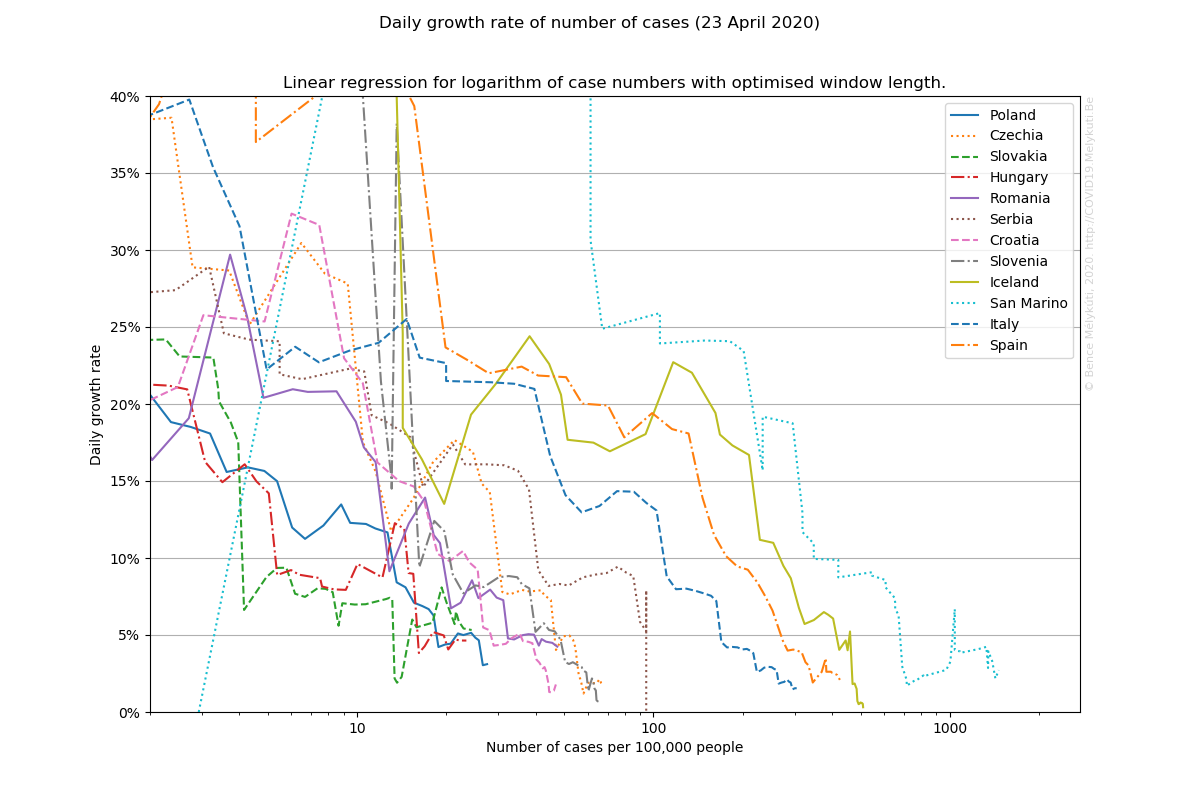 Daily growth rate of number of cases (23 April 2020)
Linear regression for logarithm of case numbers with optimised window length.
40%
35%
30%
25%
20%
15%
10%
5%
0%
Daily growth rate
10
100
1000
Number of cases per 100,000 people
Poland
Czechia
Slovakia
Hungary
Romania
Serbia
Croatia
Slovenia
Iceland
San Marino
Italy
Spain
© Bence Mélykúti, 2020. http://COVID19.Melykuti.Be